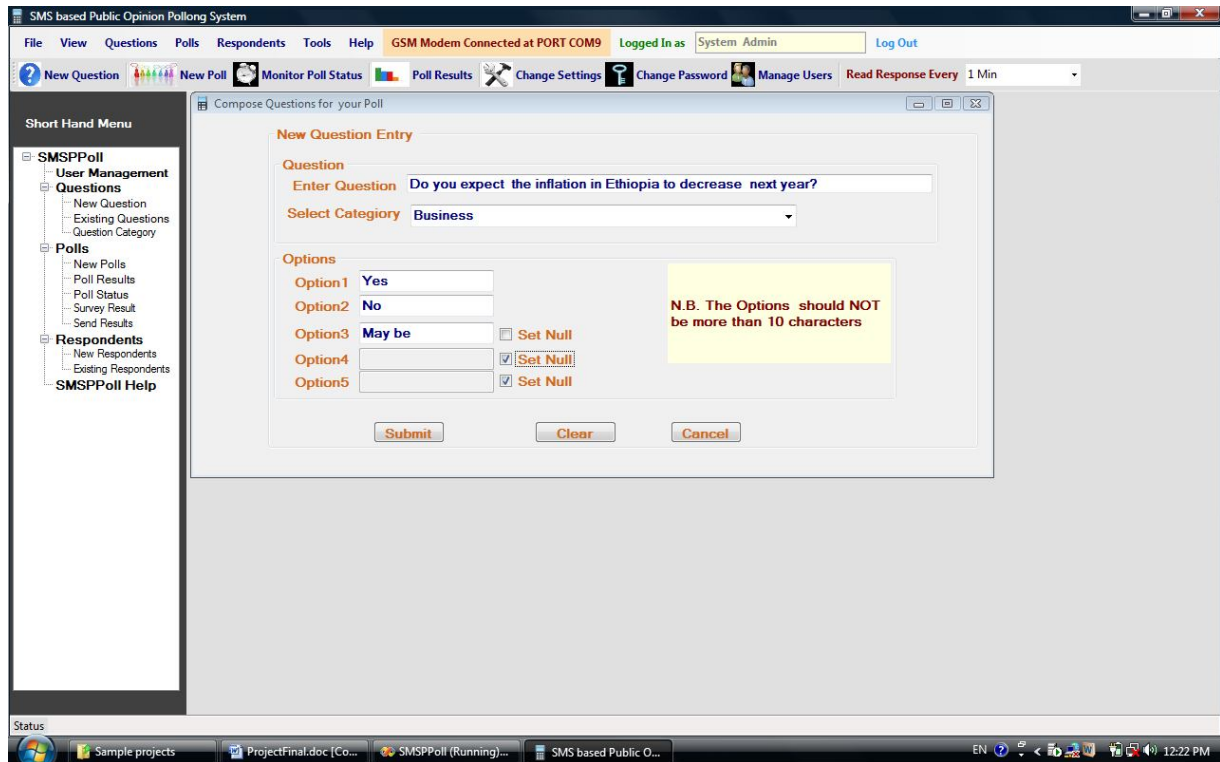 SMS based Public Opinion Pollong System
File View Questions Polls Respondents Tools Help GSM Modem Connected at PORT COM9 Logged In as System Admin Log Out
New Question New Poll Monitor Poll Status Poll Results Change Settings Change Password Manage Users Read Response Every 1 Min
Short Hand Menu
SMSPPoll
User Management
Questions
New Question
Existing Questions
Question Category
Polls
New Polls
Poll Results
Poll Status
Survey Result
Send Results
Respondents
New Respondents
Existing Respondents
SMSPPoll Help
Compose Questions for your Poll
New Question Entry
Question
Enter Question Do you expect the inflation in Ethiopia to decrease next year?
Select Categiory Business
Options
Option1 Yes
Option2 No
Option3 May be Set Null
Option4 Set Null
Option5 Set Null
N.B. The Options should NOT
be more than 10 characters
Submit Clear Cancel
Status
Sample projects ProjectFinal.doc [Co... SMSPPoll (Running)... SMS based Public O... EN 12:22 PM